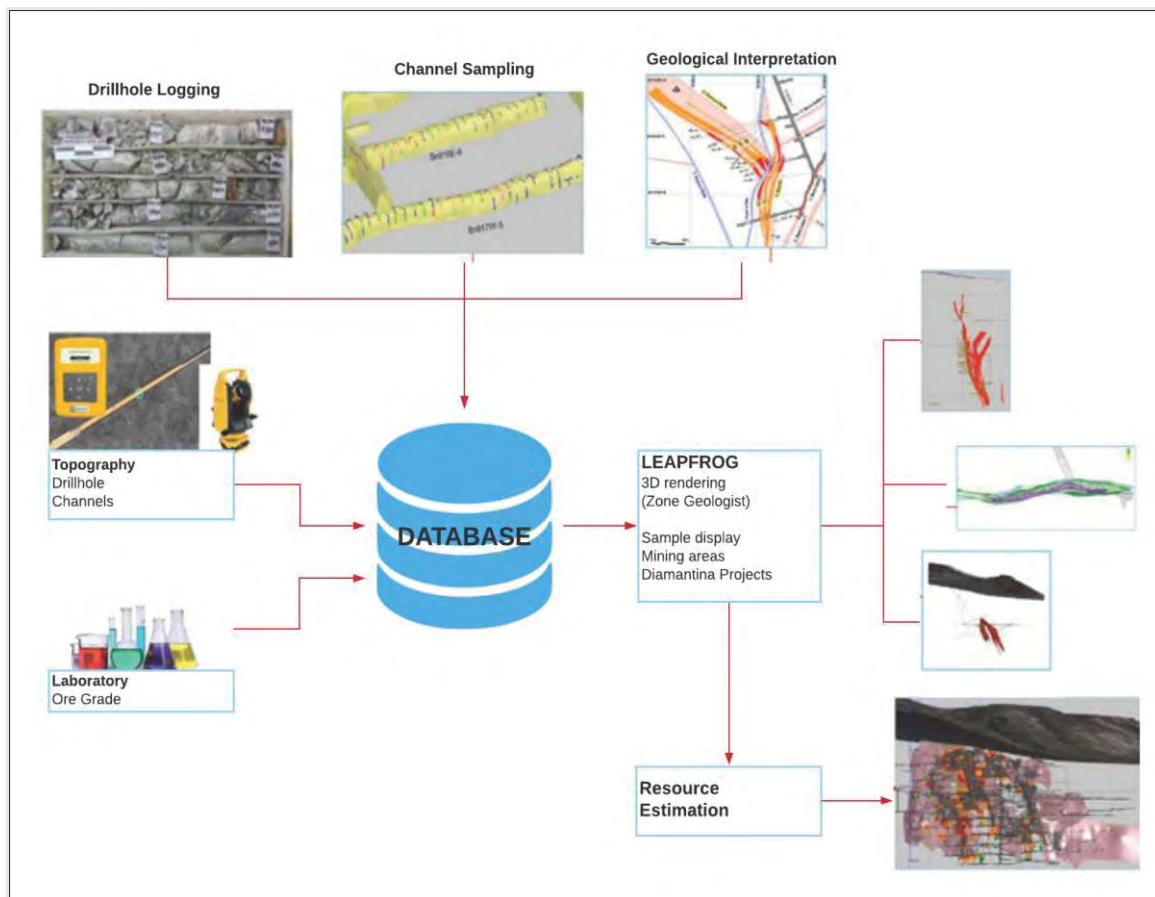 Drillhole Logging
Channel Sampling
Geological Interpretation
Topography
Drillhole
Channels
DATABASE
LEAPFROG
3D rendering
(Zone Geologist)
Sample display
Mining areas
Diamantina Projects
Laboratory
Ore Grade
Resource
Estimation